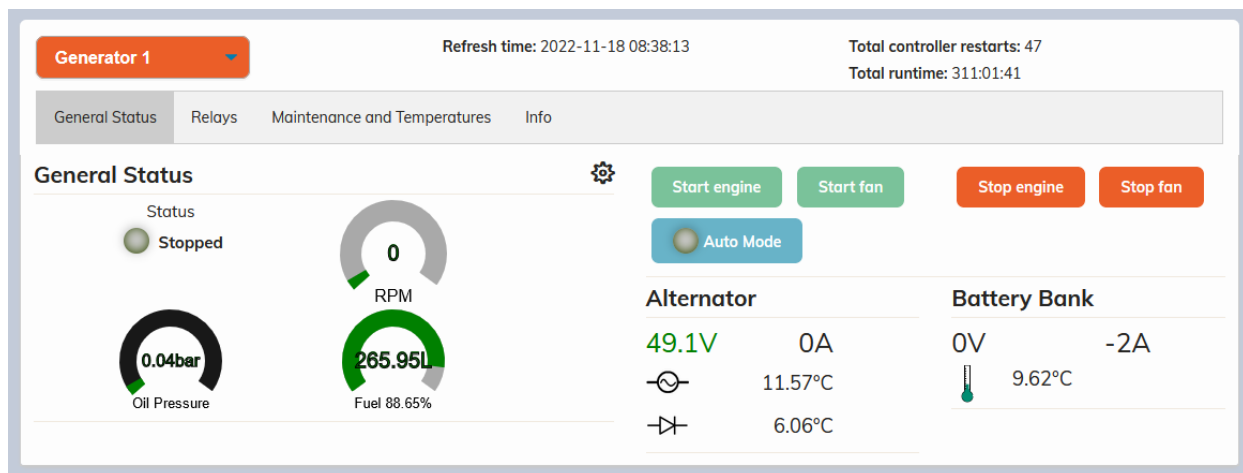 Generator 1
Refresh time: 2022-11-18 08:38:13
Total controller restarts: 47
Total runtime: 311:01:41
General Status Relays Maintenance and Temperatures Info
General Status
Status
Stopped
0
RPM
0.04bar
Oil Pressure
265.95L
Fuel 88.65%
Start engine Start fan Stop engine Stop fan
Auto Mode
Alternator
49.1V 0A
11.57°C
6.06°C
Battery Bank
0V -2A
9.62°C